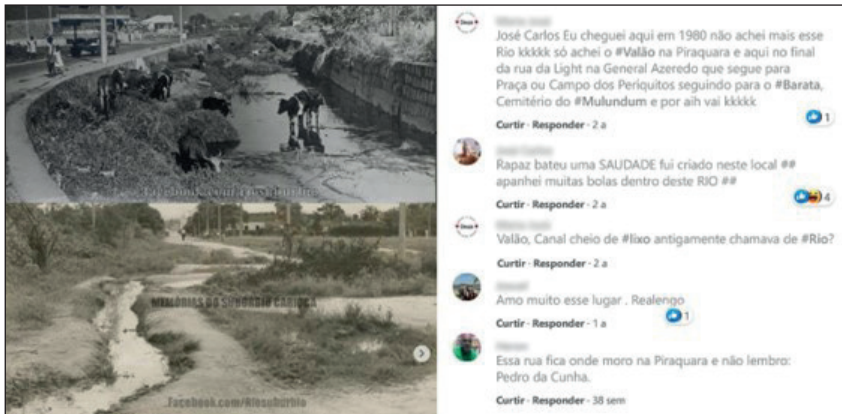 José Carlos Eu cheguei aqui em 1980 não achei mais esse
Rio kkkkk só achei o #Valão na Piraquara e aqui no final
da rua da Light na General Azeredo que segue para
Praça ou Campo dos Periquitos seguindo para o #Barata,
Cemitério do #Mulundum e por aih vai kkkkk
Curtir · Responder · 2 a
1
Rapaz bateu uma SAUDADE fui criado neste local ##
apanhei muitas bolas dentro deste RIO ##
Curtir · Responder · 2 a
4
Valão, Canal cheio de #lixo antigamente chamava de #Rio?
Curtir · Responder · 2 a
Amo muito esse lugar . Realengo
1
Curtir · Responder · 1 a
Essa rua fica onde moro na Piraquara e não lembro:
Pedro da Cunha.
Curtir · Responder · 38 sem
Facebook.com/Riosuburbio
MEMÓRIAS DO SUBÚRBIO CARIOCA
Facebook.com/Riosuburbio